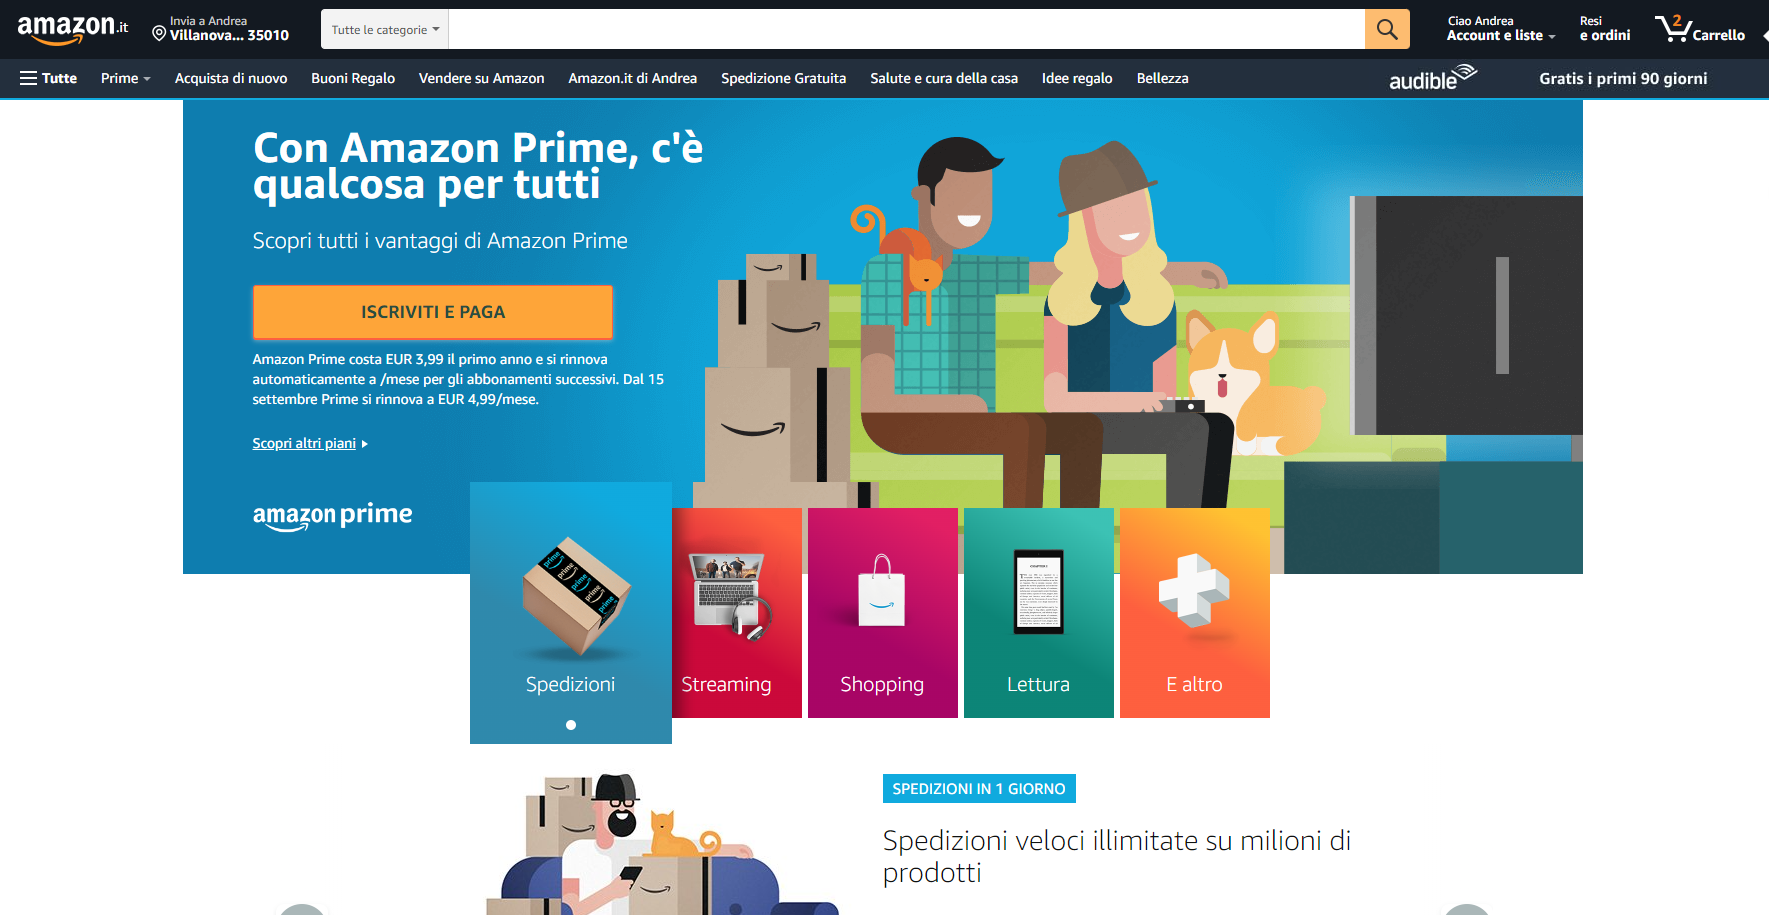 amazon.it
Invia a Andrea
Villanova... 35010
Tutte le categorie
Ciao Andrea
Account e liste
Resi
e ordini
2
Carrello
Tutte
Prime
Acquista di nuovo
Buoni Regalo
Vendere su Amazon
Amazon.it di Andrea
Spedizione Gratuita
Salute e cura della casa
Idee regalo
Bellezza
audible
Gratis i primi 90 giorni
Con Amazon Prime, c'è
qualcosa per tutti
Scopri tutti i vantaggi di Amazon Prime
ISCRIVITI E PAGA
Amazon Prime costa EUR 3,99 il primo anno e si rinnova
automaticamente a /mese per gli abbonamenti successivi. Dal 15
settembre Prime si rinnova a EUR 4,99/mese.
Scopri altri piani
amazon prime
prime
prime
prime
prime
prime
Spedizioni
Streaming
Shopping
Lettura
E altro
SPEDIZIONI IN 1 GIORNO
Spedizioni veloci illimitate su milioni di
prodotti